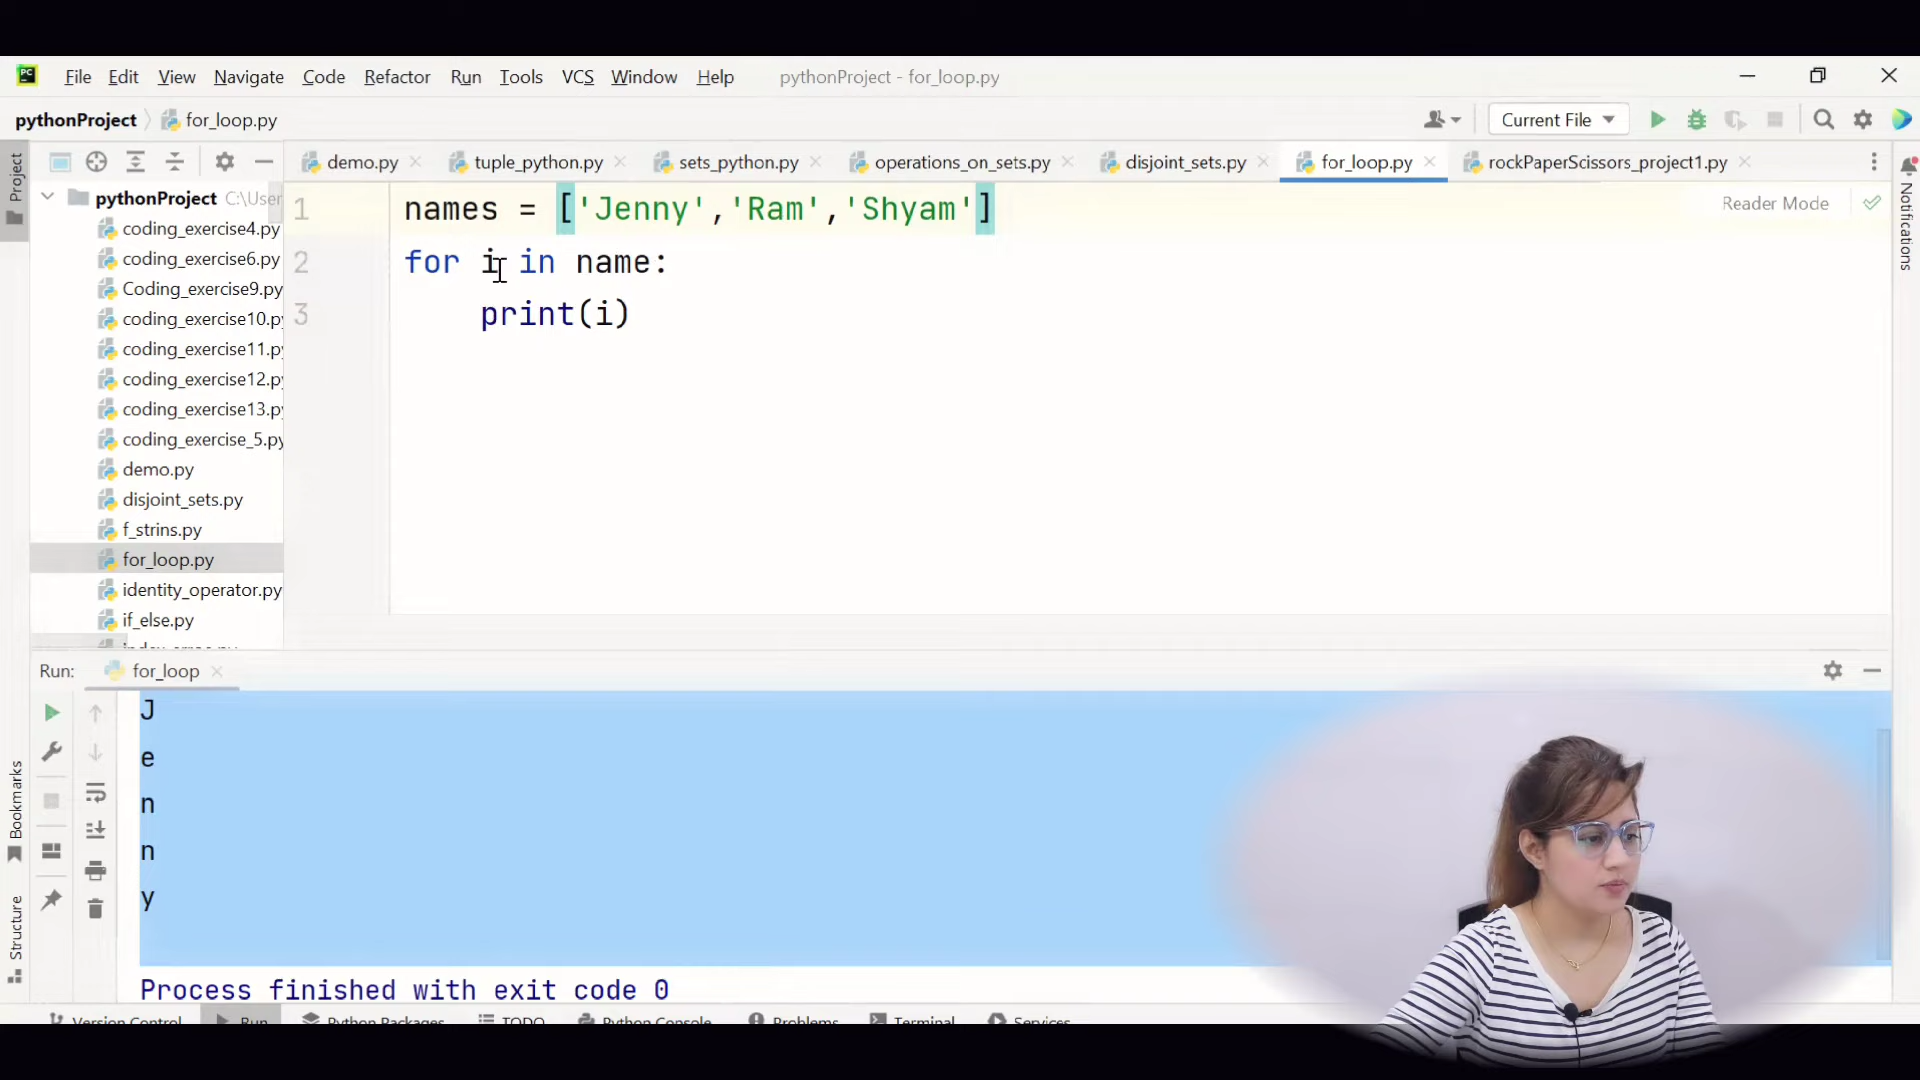 PC File Edit View Navigate Code Refactor Run Tools VCS Window Help pythonProject - for_loop.py
pythonProject for_loop.py Current File
Project demo.py tuple_python.py sets_python.py operations_on_sets.py disjoint_sets.py for_loop.py rockPaperScissors_project1.py Notifications
pythonProject C:\User
coding_exercise4.py
coding_exercise6.py
Coding_exercise9.py
coding_exercise10.p
coding_exercise11.p
coding_exercise12.p
coding_exercise13.p
coding_exercise_5.py
demo.py
disjoint_sets.py
f_strins.py
for_loop.py
identity_operator.py
if_else.py
1 names = ['Jenny','Ram','Shyam'] Reader Mode
2 for i in name:
3 print(i)
Run: for_loop
J
e
n
n
y
Process finished with exit code 0
Bookmarks
Structure
Version Control Run Python Packages TODO Python Console Problems Terminal Services